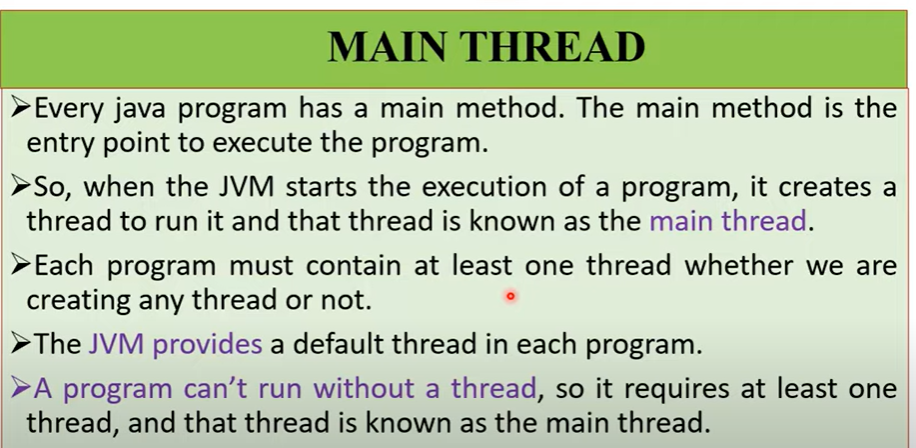 MAIN THREAD
➢Every java program has a main method. The main method is the
entry point to execute the program.
➢So, when the JVM starts the execution of a program, it creates a
thread to run it and that thread is known as the main thread.
➢Each program must contain at least one thread whether we are
creating any thread or not.
➢The JVM provides a default thread in each program.
➢A program can’t run without a thread, so it requires at least one
thread, and that thread is known as the main thread.